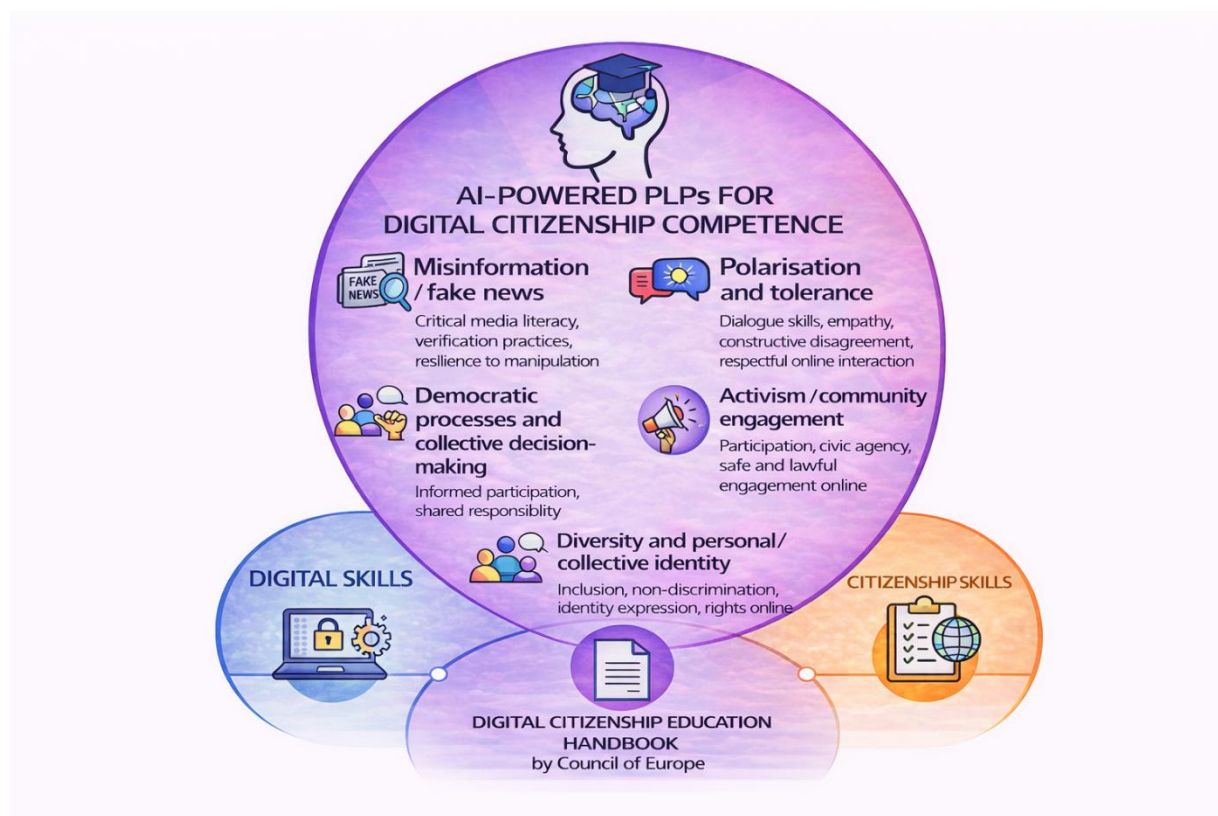 AI-POWERED PLPs FOR
DIGITAL CITIZENSHIP COMPETENCE
FAKE
NEWS
Misinformation
/ fake news
Critical media literacy,
verification practices,
resllience to manipulation
Polarisation
and tolerance
Dialogue skills, empathy,
constructive disagreement,
respectful online interaction
Democratic
processes and
collective decision-
making
Informed participation,
shared responsiblity
Activism / community
engagement
Participation, civic agency,
safe and lawful
engagement online
Diversity and personal/
collective identity
Inclusion, non-discrimination,
identity expression, rights online
DIGITAL SKILLS
CITIZENSHIP SKILLS
DIGITAL CITIZENSHIP EDUCATION
HANDBOOK
by Council of Europe